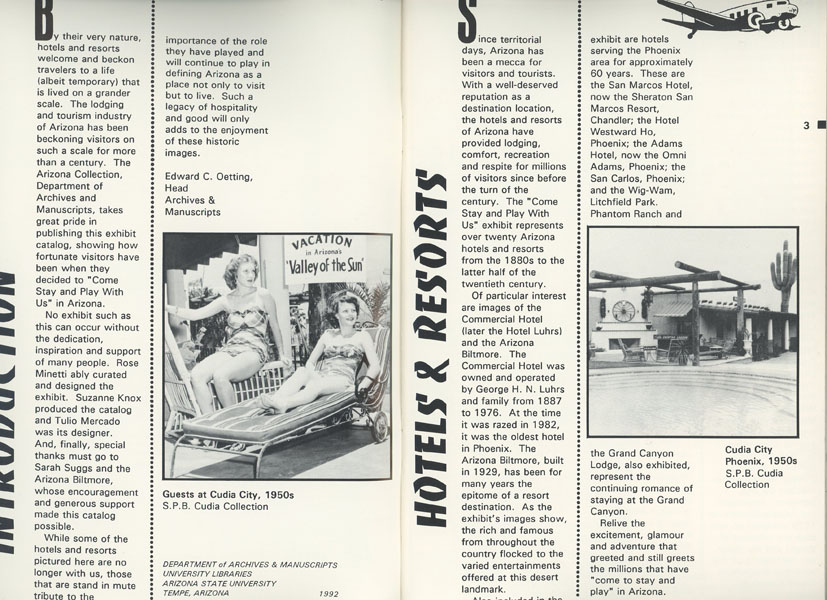 INTRODUCTION
By their very nature,
hotels and resorts
welcome and beckon
travelers to a life
(albeit temporary) that
is lived on a grander
scale. The lodging
and tourism industry
of Arizona has been
beckoning visitors on
such a scale for more
than a century. The
Arizona Collection,
Department of
Archives and
Manuscripts, takes
great pride in
publishing this exhibit
catalog, showing how
fortunate visitors have
been when they
decided to "Come
Stay and Play With
Us" in Arizona.
No exhibit such as
this can occur without
the dedication,
inspiration and support
of many people. Rose
Minetti ably curated
and designed the
exhibit. Suzanne Knox
produced the catalog
and Tulio Mercado
was its designer.
And, finally, special
thanks must go to
Sarah Suggs and the
Arizona Biltmore,
whose encouragement
and generous support
made this catalog
possible.
While some of the
hotels and resorts
pictured here are no
longer with us, those
that are stand in mute
tribute to the
importance of the role
they have played and
will continue to play in
defining Arizona as a
place not only to visit
but to live. Such a
legacy of hospitality
and good will only
adds to the enjoyment
of these historic
images.
Edward C. Oetting,
Head
Archives &
Manuscripts
VACATION
in Arizona's
'Valley of the Sun'
Guests at Cudia City, 1950s
S.P.B. Cudia Collection
DEPARTMENT of ARCHIVES & MANUSCRIPTS
UNIVERSITY LIBRARIES
ARIZONA STATE UNIVERSITY
TEMPE, ARIZONA 1992
HOTELS & RESORTS
Since territorial
days, Arizona has
been a mecca for
visitors and tourists.
With a well-deserved
reputation as a
destination location,
the hotels and resorts
of Arizona have
provided lodging,
comfort, recreation
and respite for millions
of visitors since before
the turn of the
century. The "Come
Stay and Play With
Us" exhibit represents
over twenty Arizona
hotels and resorts
from the 1880s to the
latter half of the
twentieth century.
Of particular interest
are images of the
Commercial Hotel
(later the Hotel Luhrs)
and the Arizona
Biltmore. The
Commercial Hotel was
owned and operated
by George H. N. Luhrs
and family from 1887
to 1976. At the time
it was razed in 1982,
it was the oldest hotel
in Phoenix. The
Arizona Biltmore, built
in 1929, has been for
many years the
epitome of a resort
destination. As the
exhibit's images show,
the rich and famous
from throughout the
country flocked to the
varied entertainments
offered at this desert
landmark.
Also included in the
exhibit are hotels
serving the Phoenix
area for approximately
60 years. These are
the San Marcos Hotel,
now the Sheraton San
Marcos Resort,
Chandler; the Hotel
Westward Ho,
Phoenix; the Adams
Hotel, now the Omni
Adams, Phoenix; the
San Carlos, Phoenix;
and the Wig-Wam,
Litchfield Park.
Phantom Ranch and
the Grand Canyon
Lodge, also exhibited,
represent the
continuing romance of
staying at the Grand
Canyon.
Relive the
excitement, glamour
and adventure that
greeted and still greets
the millions that have
"come to stay and
play" in Arizona.
Cudia City
Phoenix, 1950s
S.P.B. Cudia
Collection
3